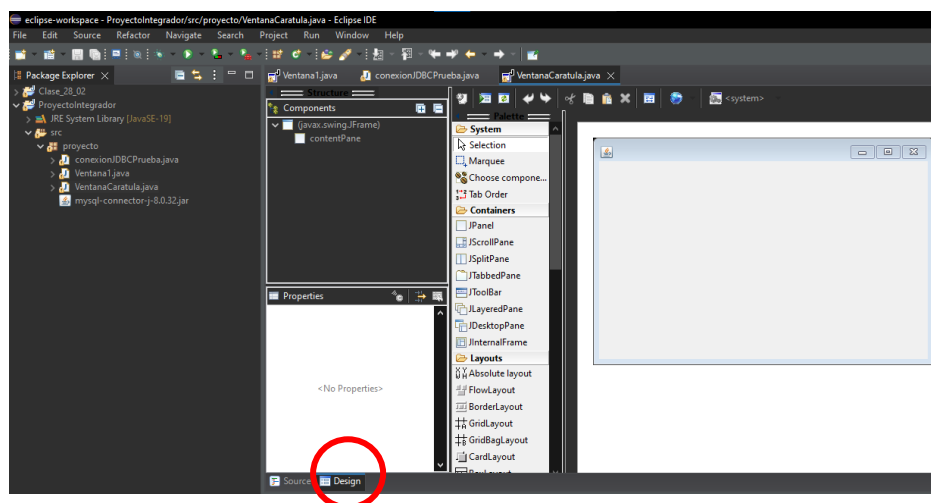 eclipse-workspace - ProyectoIntegrador/src/proyecto/VentanaCaratula.java - Eclipse IDE
File Edit Source Refactor Navigate Search Project Run Window Help
Package Explorer
Clase_28_02
ProyectoIntegrador
JRE System Library [JavaSE-19]
src
proyecto
conexionJDBCPrueba.java
Ventana1.java
VentanaCaratula.java
mysql-connector-j-8.0.32.jar
Ventana1.java conexionJDBCPrueba.java VentanaCaratula.java
Structure
Components
(javax.swing.JFrame)
contentPane
Properties
<No Properties>
Source Design
<system>
Palette
System
Selection
Marquee
Choose compone...
Tab Order
Containers
JPanel
JScrollPane
JSplitPane
JTabbedPane
JToolBar
JLayeredPane
JDesktopPane
JInternalFrame
Layouts
Absolute layout
FlowLayout
BorderLayout
GridLayout
GridBagLayout
CardLayout